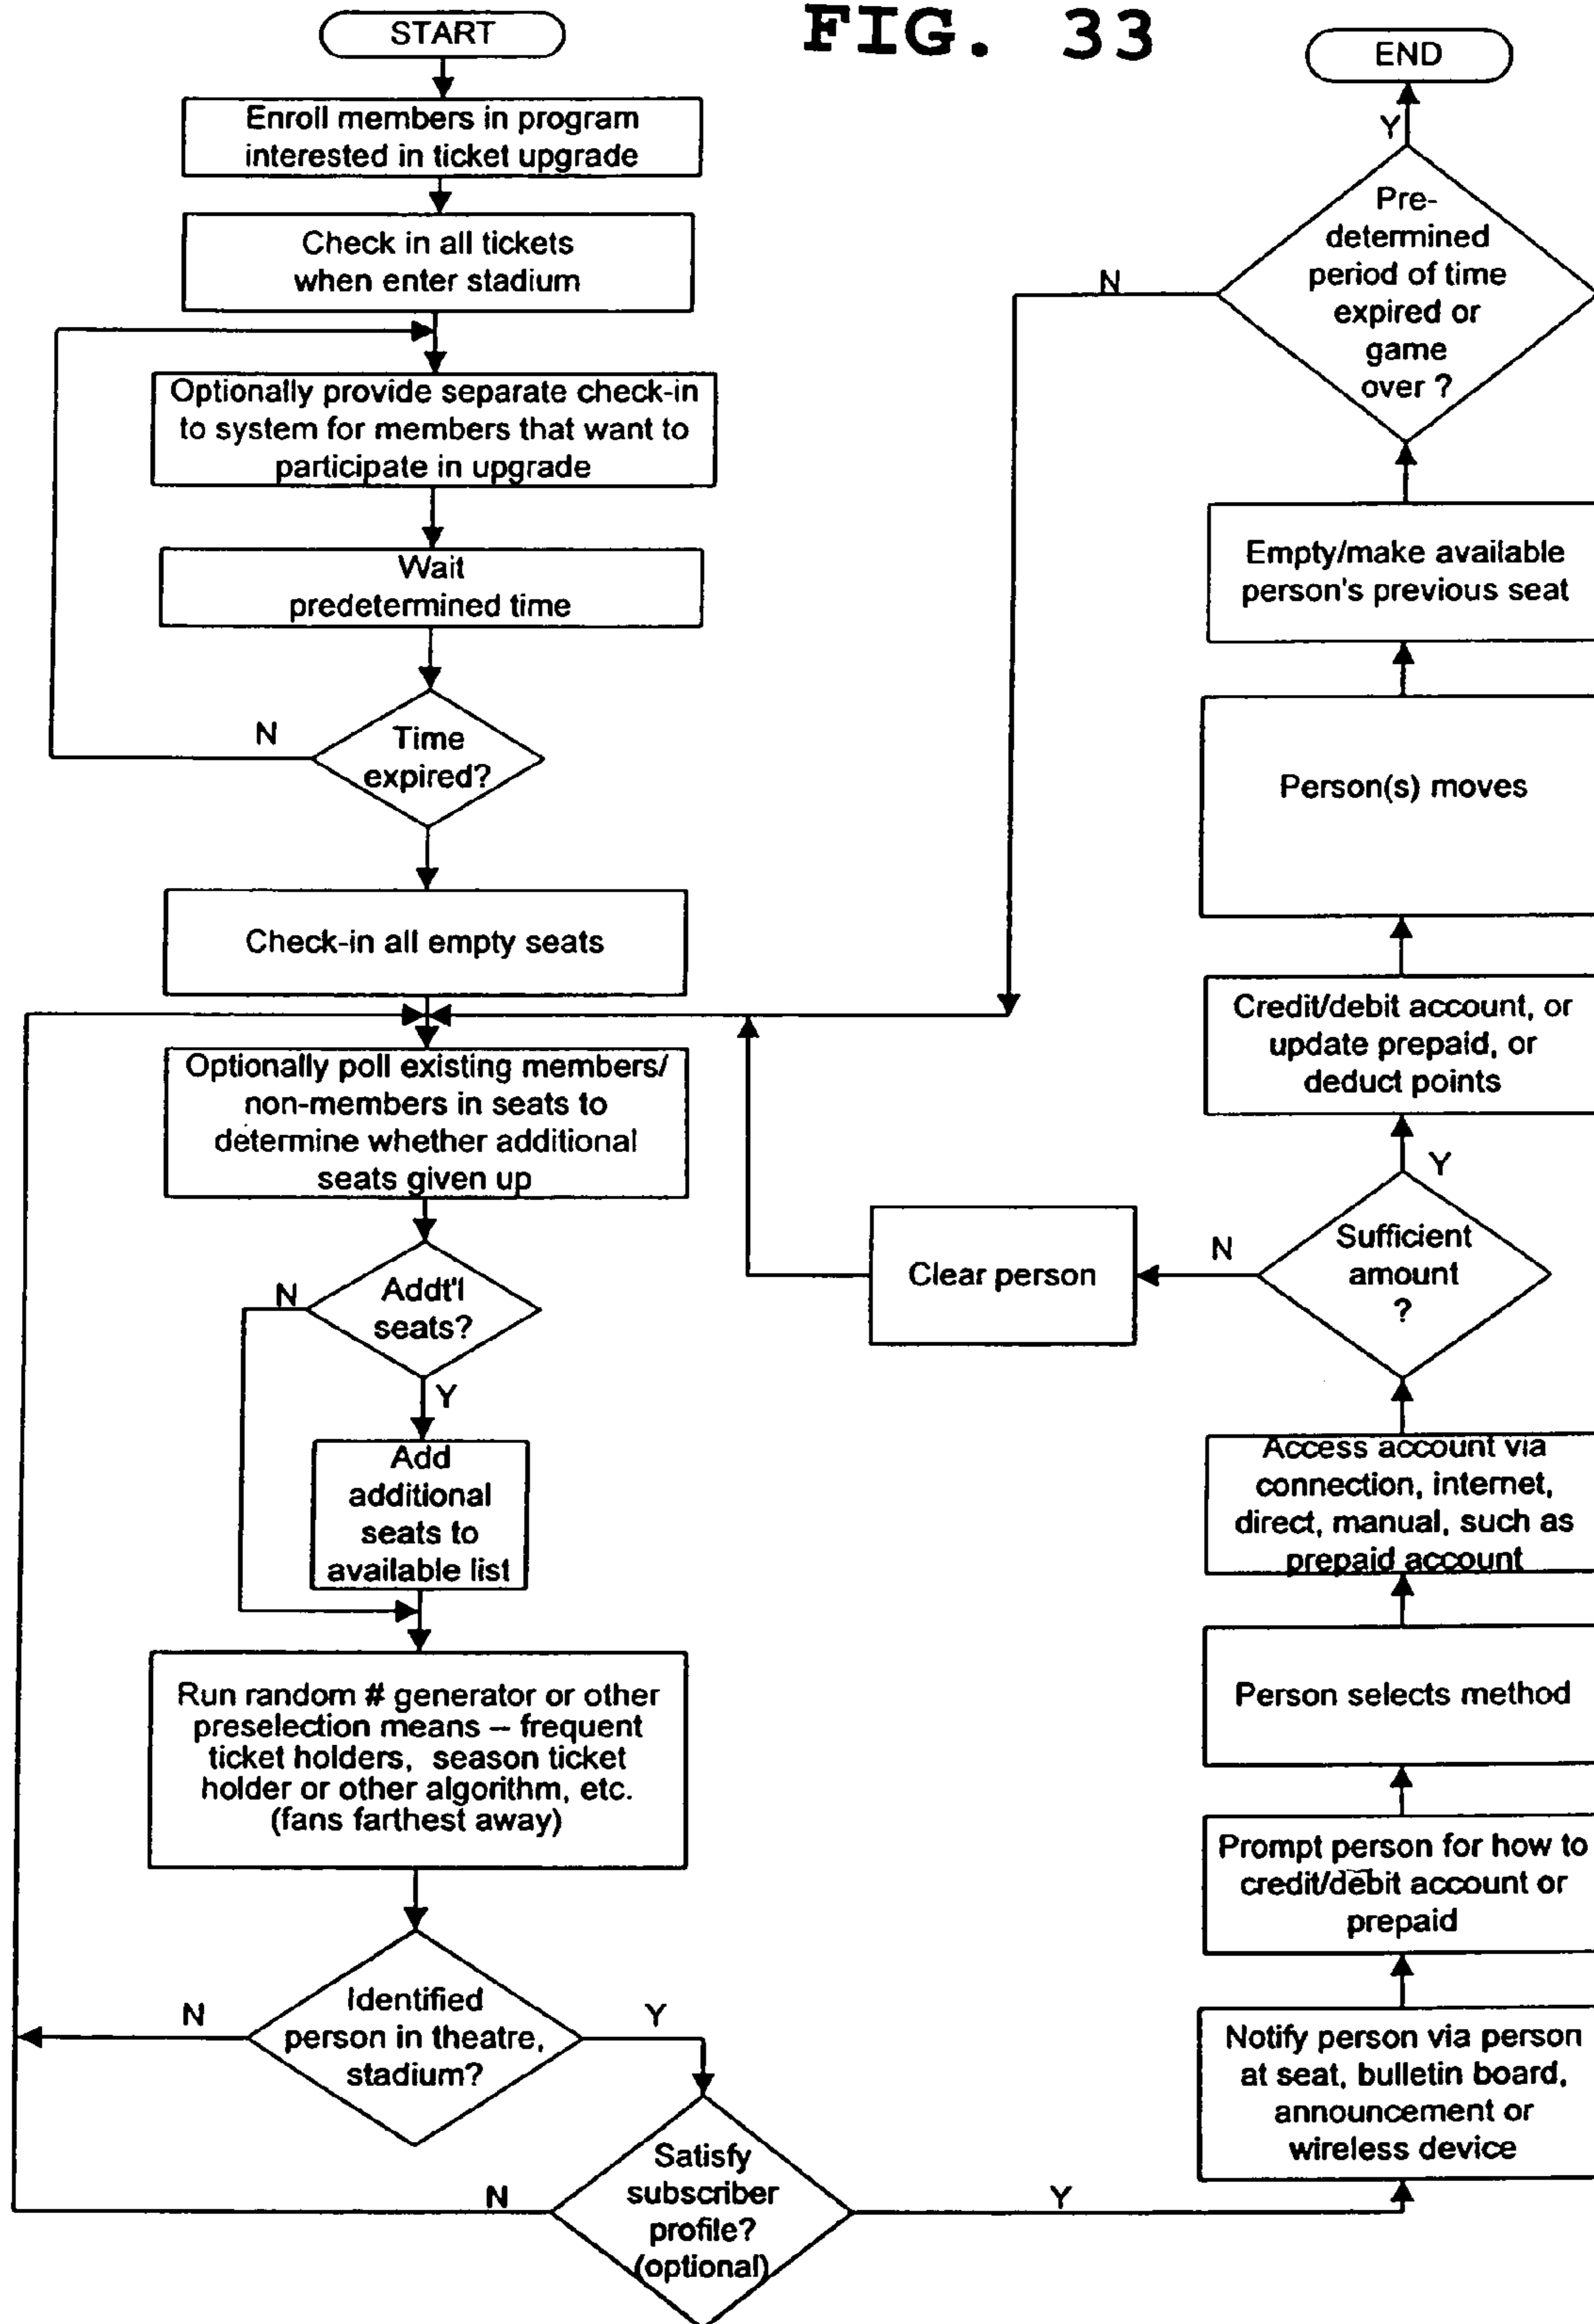 FIG. 33
START
Enroll members in program
interested in ticket upgrade
Check in all tickets
when enter stadium
Optionally provide separate check-in
to system for members that want to
participate in upgrade
Wait
predetermined time
N
Time
expired?
Check-in all empty seats
Optionally poll existing members/
non-members in seats to
determine whether additional
seats given up
N
Addt'l
seats?
Y
Add
additional
seats to
available list
Run random # generator or other
preselection means – frequent
ticket holders, season ticket
holder or other algorithm, etc.
(fans farthest away)
N
Identified
person in theatre,
stadium?
Y
N
Satisfy
subscriber
profile?
(optional)
Y
Notify person via person
at seat, bulletin board,
announcement or
wireless device
Prompt person for how to
credit/debit account or
prepaid
Person selects method
Access account via
connection, internet,
direct, manual, such as
prepaid account
Sufficient
amount
?
N
Clear person
Y
Credit/debit account, or
update prepaid, or
deduct points
Person(s) moves
Empty/make available
person's previous seat
Pre-
determined
period of time
expired or
game
over ?
N
Y
END